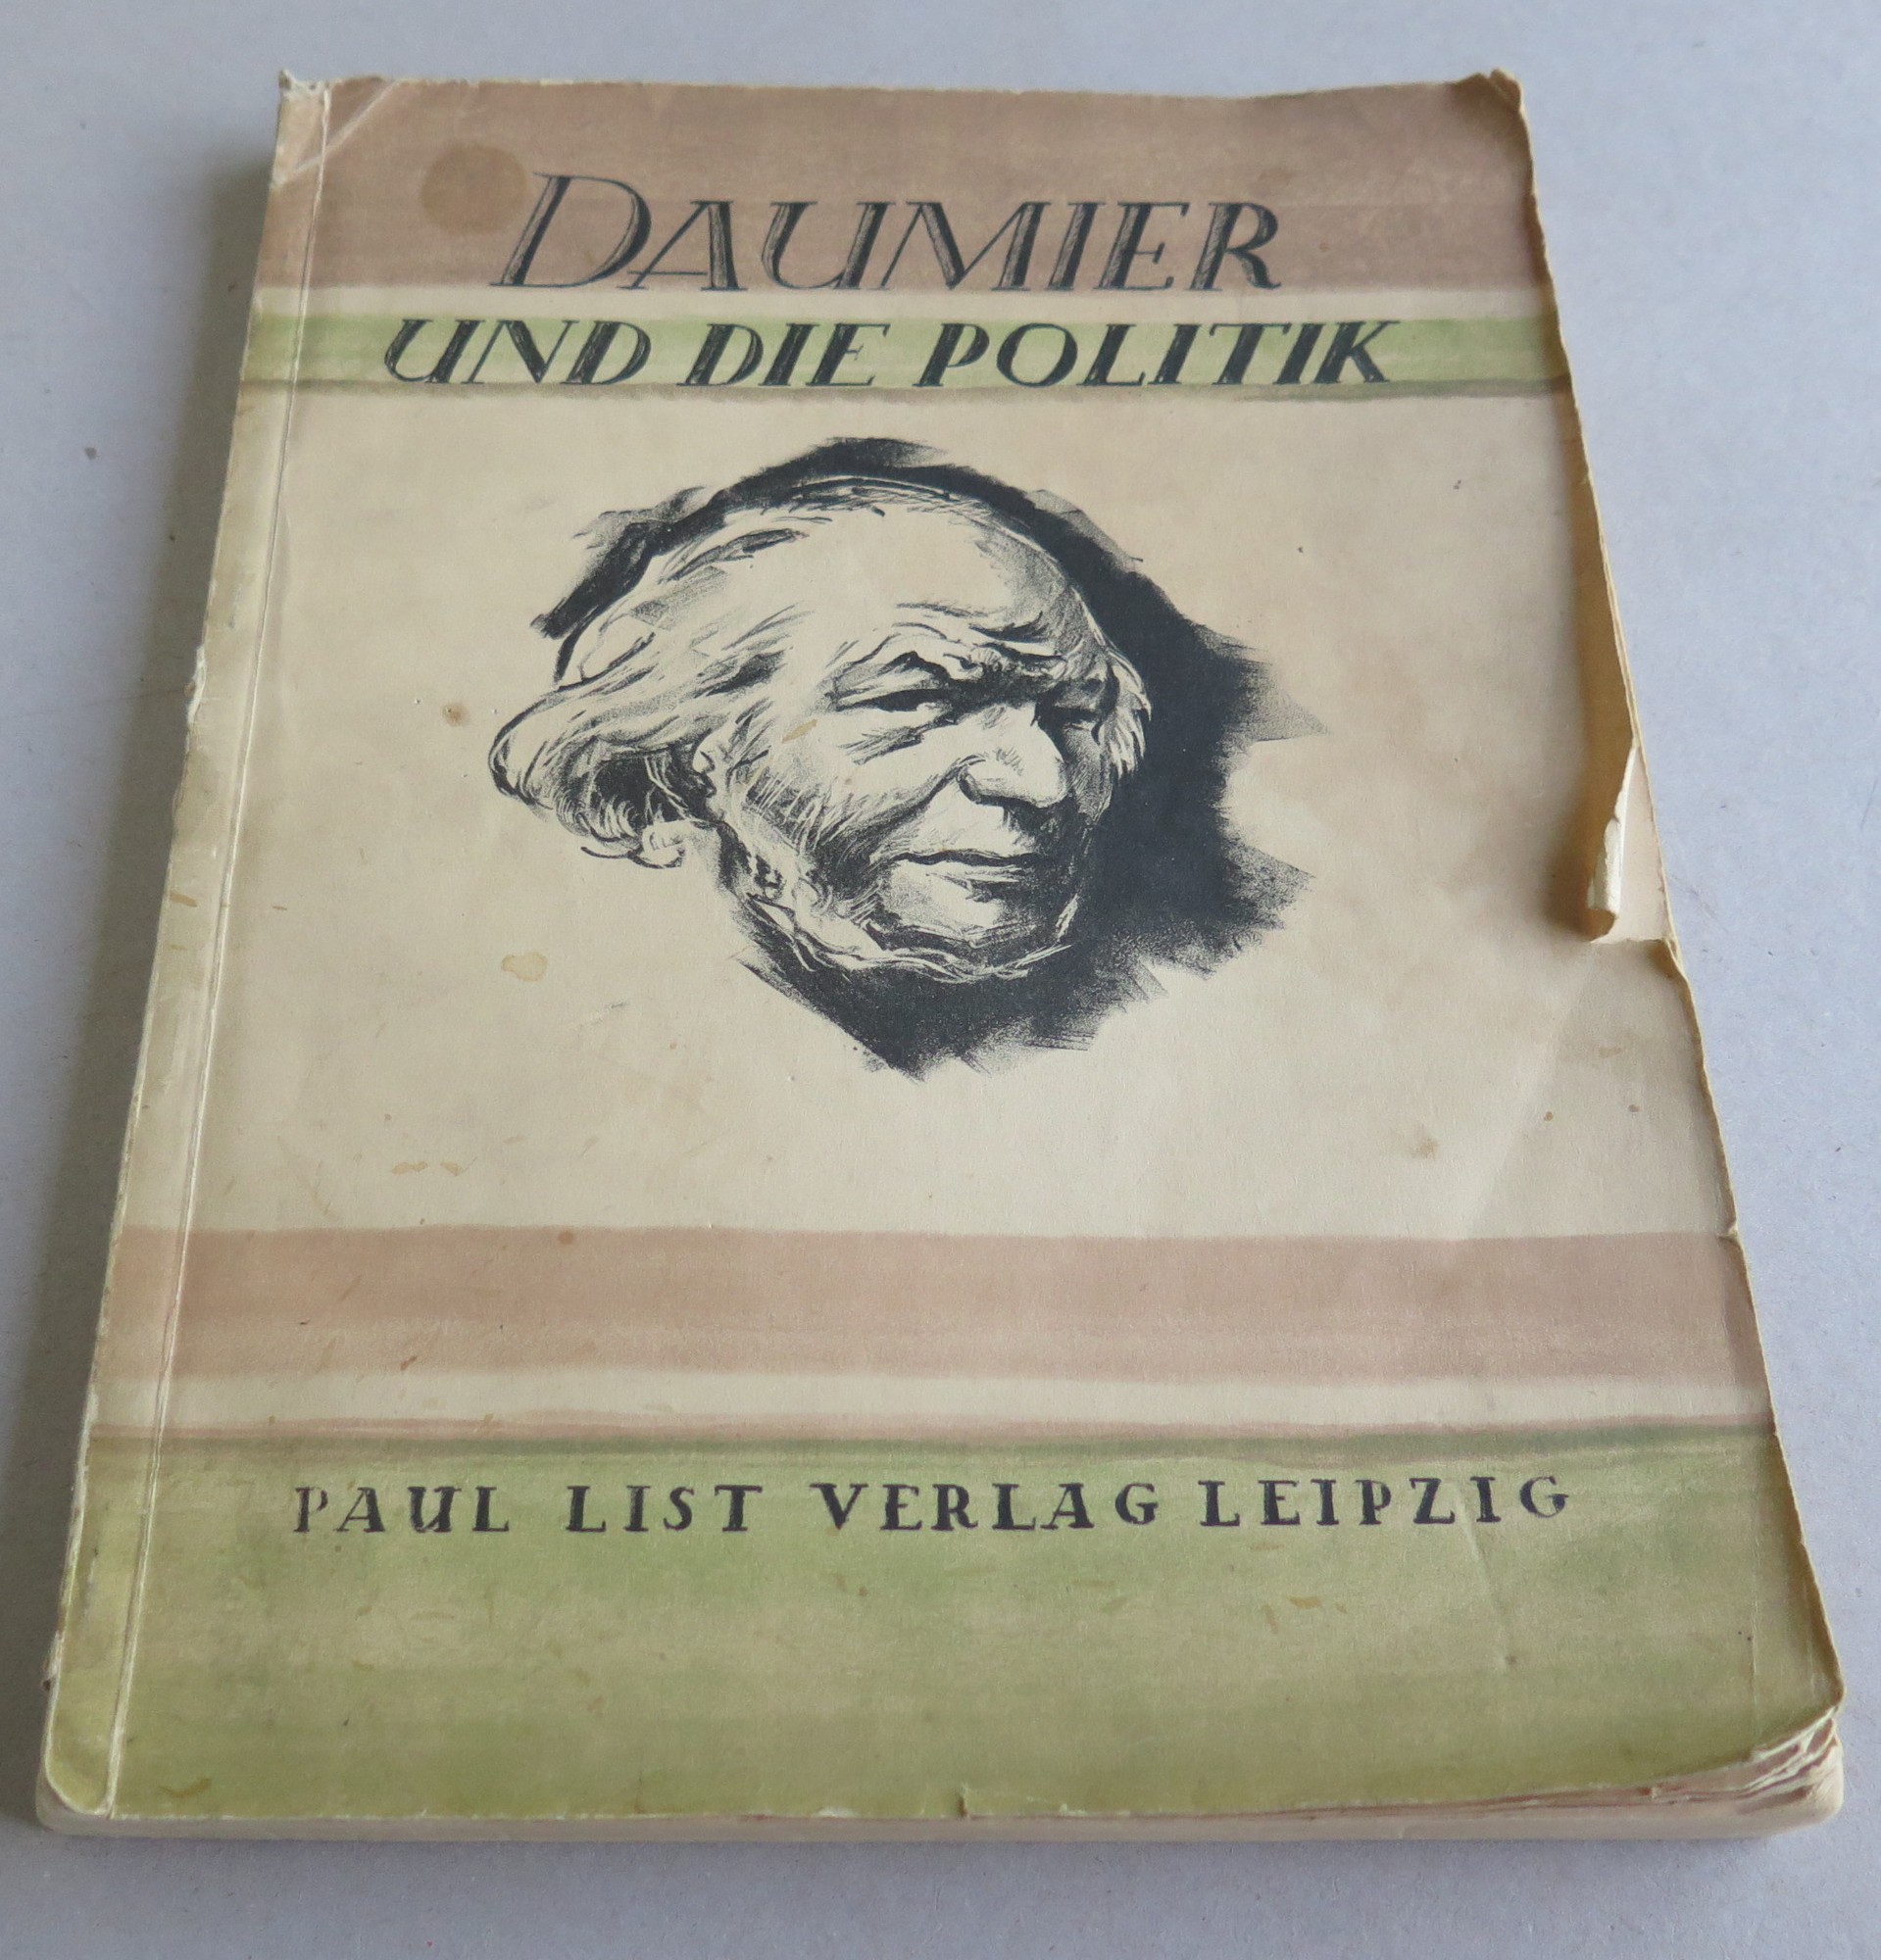 DAUMIER
UND DIE POLITIK
PAUL LIST VERLAG LEIPZIG